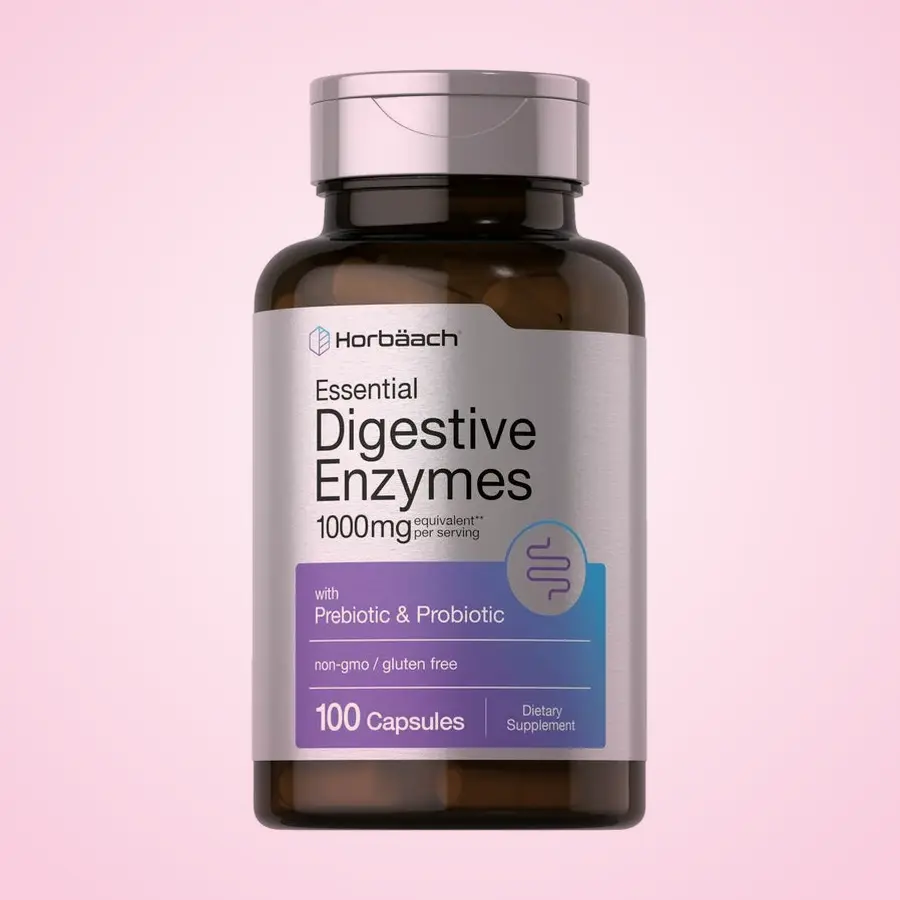 Horbäach
Essential
Digestive
Enzymes
1000mg equivalent**
per serving
with
Prebiotic & Probiotic
non-gmo / gluten free
100 Capsules
Dietary
Supplement